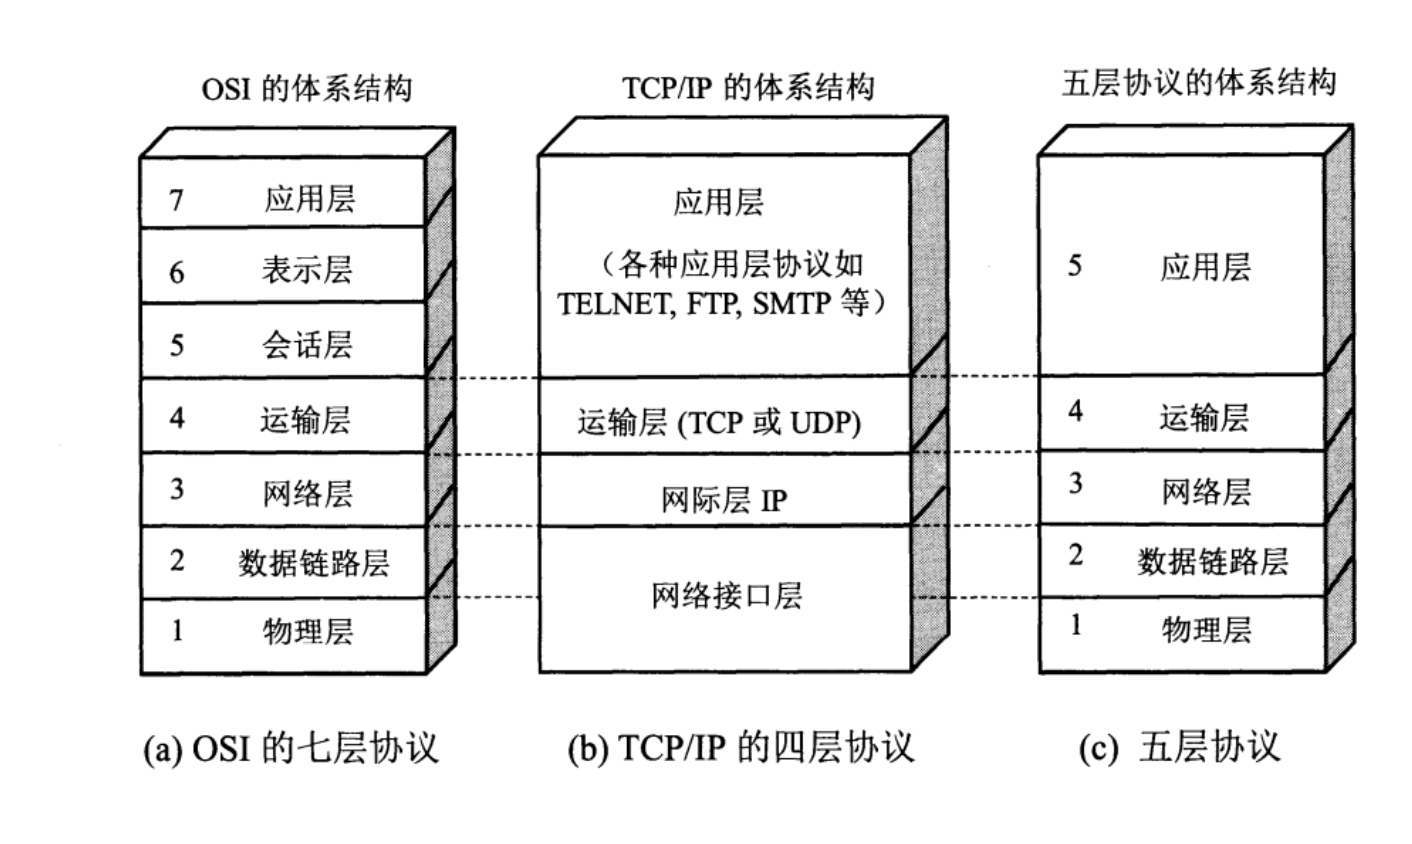 OSI 的体系结构
7 应用层
6 表示层
5 会话层
4 运输层
3 网络层
2 数据链路层
1 物理层
(a) OSI 的七层协议
TCP/IP 的体系结构
应用层
（各种应用层协议如
TELNET, FTP, SMTP 等）
运输层 (TCP 或 UDP)
网际层 IP
网络接口层
(b) TCP/IP 的四层协议
五层协议的体系结构
5 应用层
4 运输层
3 网络层
2 数据链路层
1 物理层
(c) 五层协议